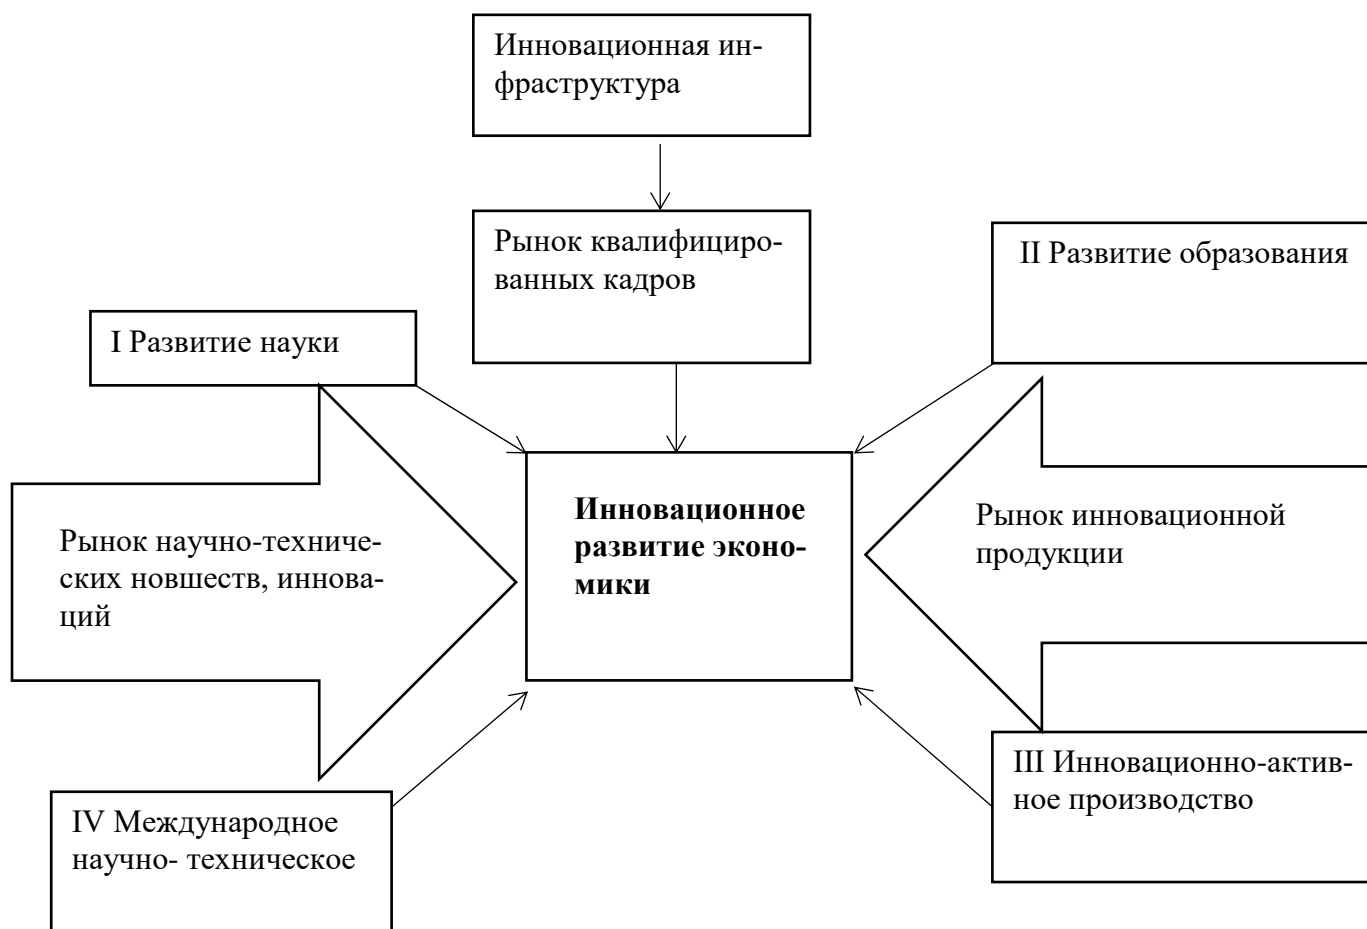 Инновационная ин-
фраструктура
Рынок квалифициро-
ванных кадров
II Развитие образования
I Развитие науки
Инновационное
развитие эконо-
мики
Рынок научно-техниче-
ских новшеств, иннова-
ций
Рынок инновационной
продукции
III Инновационно-актив-
ное производство
IV Международное
научно- техническое